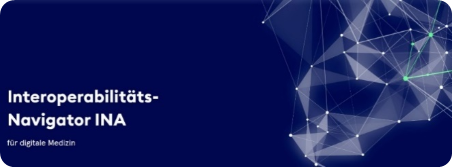 Interoperabilitäts-
Navigator INA
für digitale Medizin